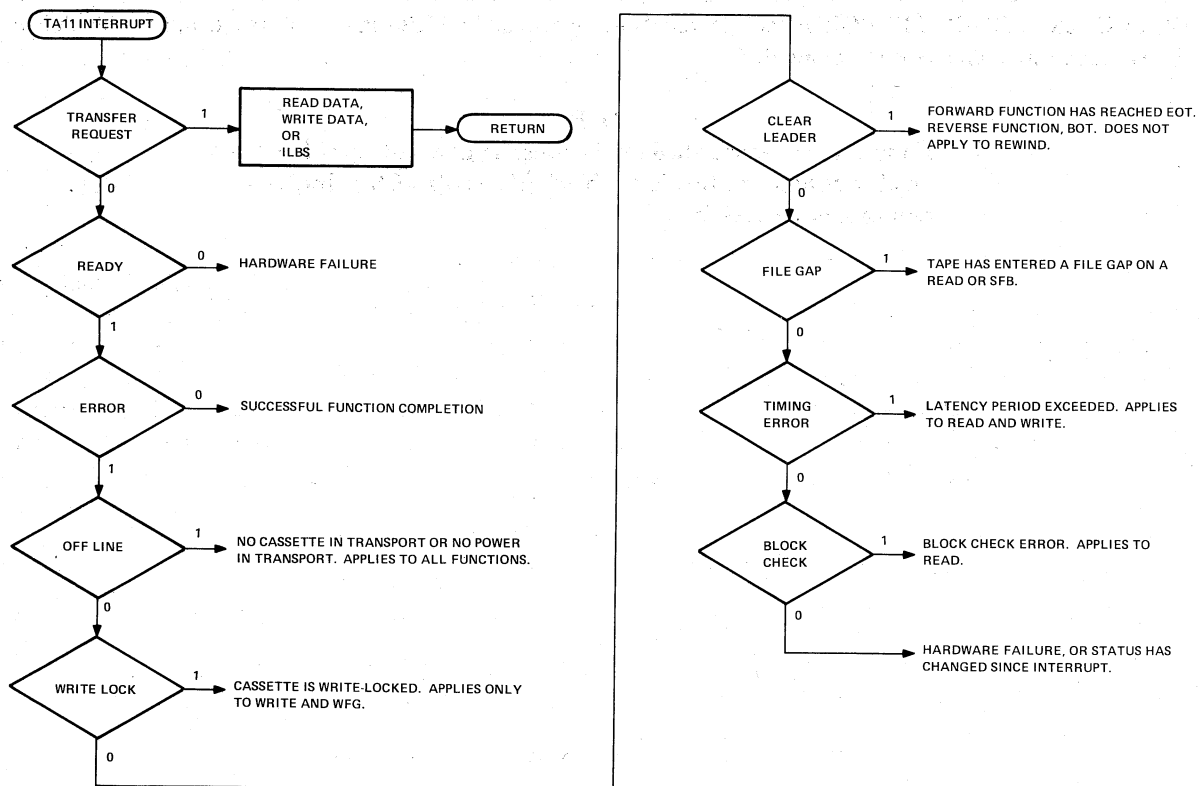 TA11 INTERRUPT
TRANSFER
REQUEST
1
READ DATA,
WRITE DATA,
OR
ILBS
RETURN
0
READY
0
HARDWARE FAILURE
1
ERROR
0
SUCCESSFUL FUNCTION COMPLETION
1
OFF LINE
1
NO CASSETTE IN TRANSPORT OR NO POWER
IN TRANSPORT. APPLIES TO ALL FUNCTIONS.
0
WRITE LOCK
1
CASSETTE IS WRITE-LOCKED. APPLIES ONLY
TO WRITE AND WFG.
0
CLEAR
LEADER
1
FORWARD FUNCTION HAS REACHED EOT.
REVERSE FUNCTION, BOT. DOES NOT
APPLY TO REWIND.
0
FILE GAP
1
TAPE HAS ENTERED A FILE GAP ON A
READ OR SFB.
0
TIMING
ERROR
1
LATENCY PERIOD EXCEEDED. APPLIES
TO READ AND WRITE.
0
BLOCK
CHECK
1
BLOCK CHECK ERROR. APPLIES TO
READ.
0
HARDWARE FAILURE, OR STATUS HAS
CHANGED SINCE INTERRUPT.